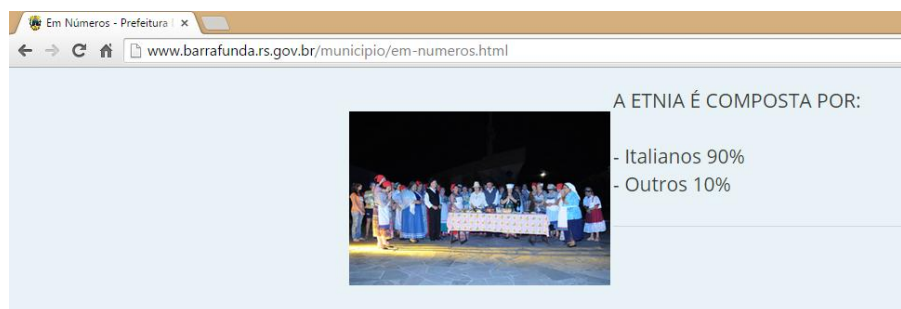 Em Números - Prefeitura
www.barrafunda.rs.gov.br/municipio/em-numeros.html
A ETNIA É COMPOSTA POR:
- Italianos 90%
- Outros 10%